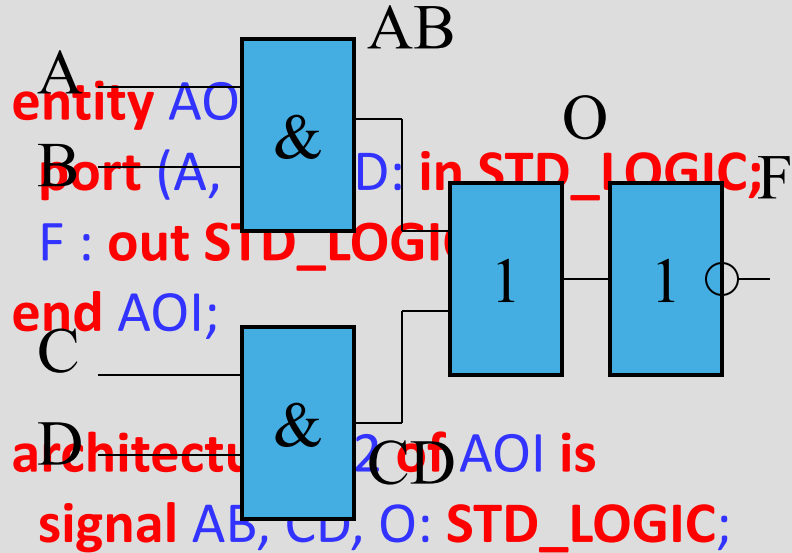 AB
A
entity AO
O
&
B
port (A, D: in STD_LOGIC;
F
F : out STD_LOGIC
1 1
end AOI;
C
&
D
architectu 2 of AOI is
CD
signal AB, CD, O: STD_LOGIC;